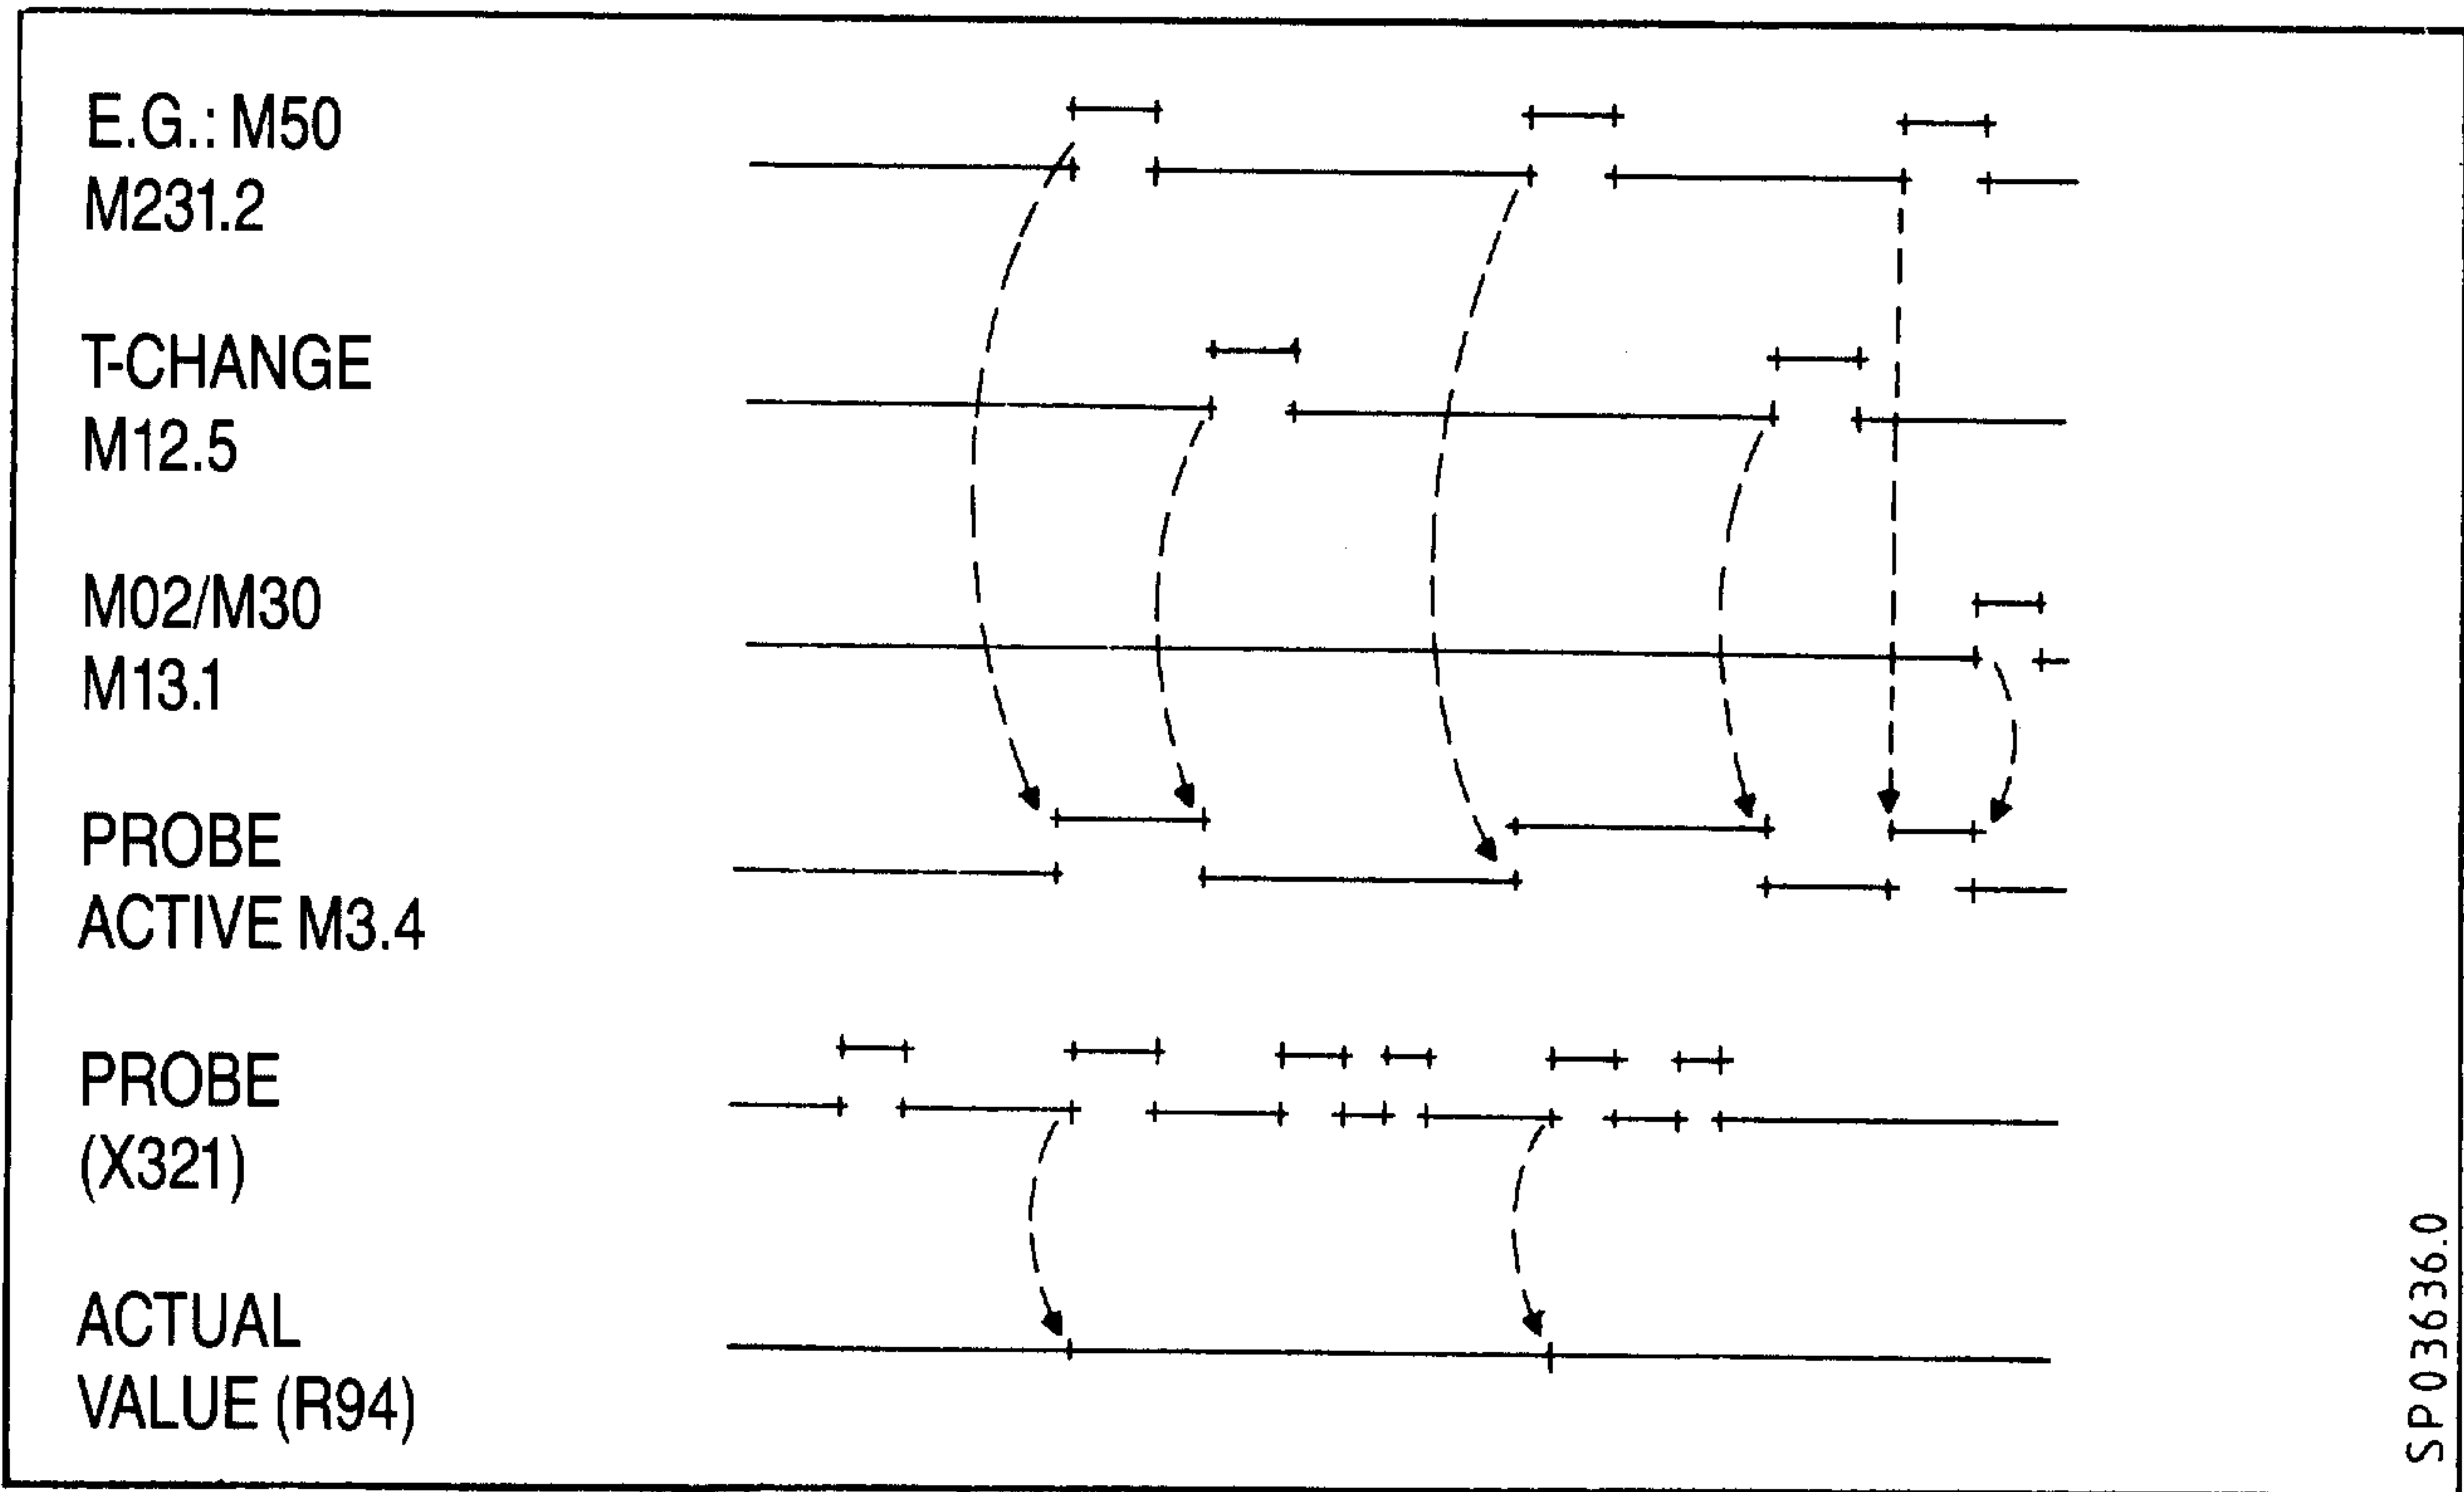 E.G.: M50
M231.2
T-CHANGE
M12.5
M02/M30
M13.1
PROBE
ACTIVE M3.4
PROBE
(X321)
ACTUAL
VALUE (R94)
SP03636.0